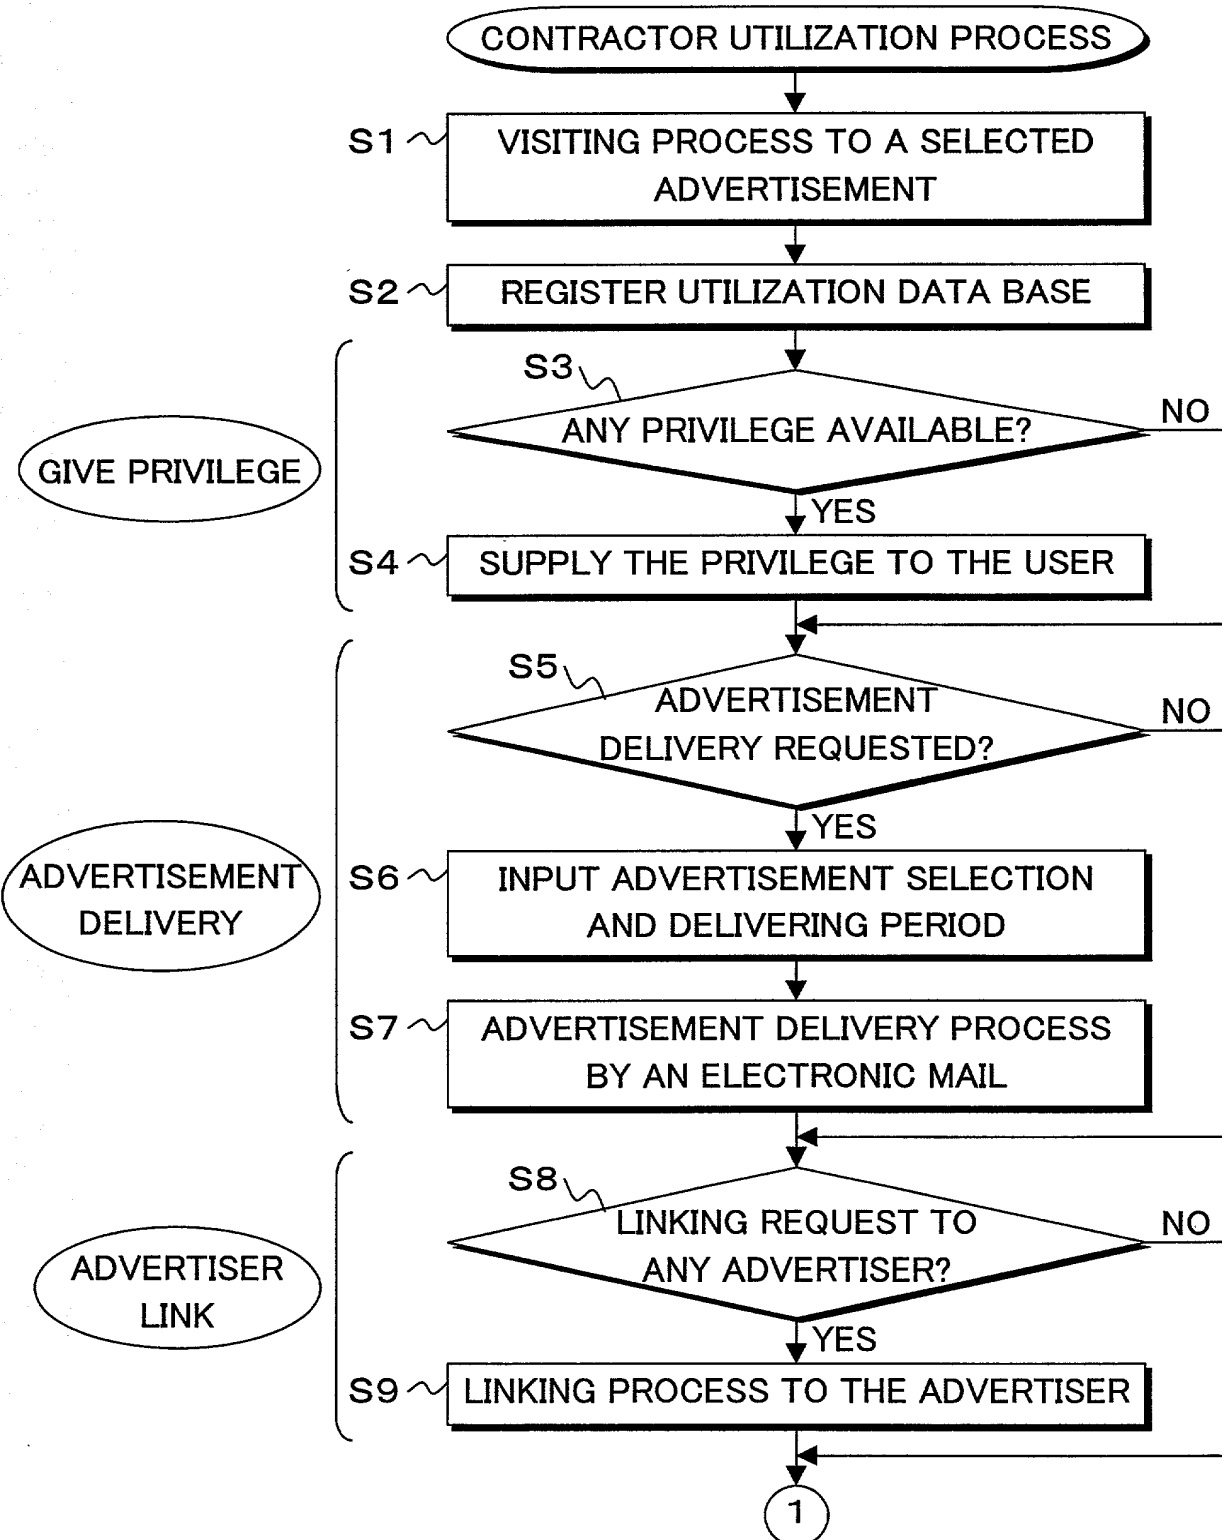 CONTRACTOR UTILIZATION PROCESS
S1
VISITING PROCESS TO A SELECTED
ADVERTISEMENT
S2
REGISTER UTILIZATION DATA BASE
GIVE PRIVILEGE
S3
ANY PRIVILEGE AVAILABLE?
NO
YES
S4
SUPPLY THE PRIVILEGE TO THE USER
ADVERTISEMENT
DELIVERY
S5
ADVERTISEMENT
DELIVERY REQUESTED?
NO
YES
S6
INPUT ADVERTISEMENT SELECTION
AND DELIVERING PERIOD
S7
ADVERTISEMENT DELIVERY PROCESS
BY AN ELECTRONIC MAIL
ADVERTISER
LINK
S8
LINKING REQUEST TO
ANY ADVERTISER?
NO
YES
S9
LINKING PROCESS TO THE ADVERTISER
1